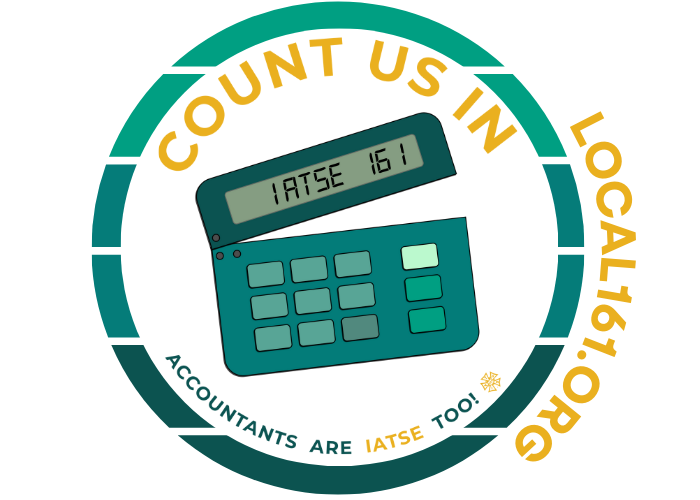 COUNT US IN
IATSE 161
ACCOUNTANTS ARE IATSE TOO!
LOCAL161.ORG